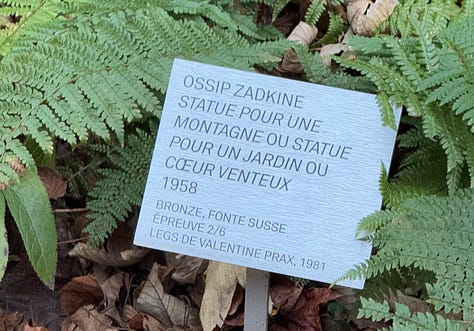 OSSIP ZADKINE
STATUE POUR UNE
MONTAGNE OU STATUE
POUR UN JARDIN OU
CŒUR VENTEUX
1958
BRONZE, FONTE SUSSE
ÉPREUVE 2/6
LEGS DE VALENTINE PRAX, 1981